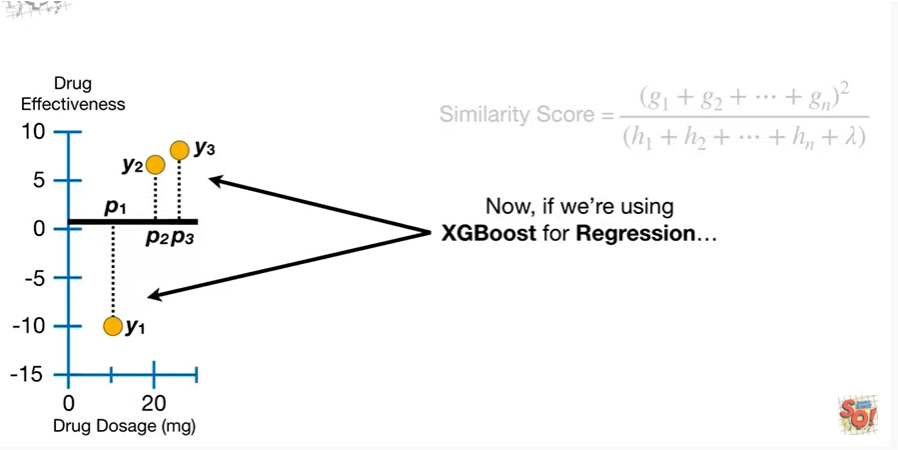 Drug
Effectiveness
10
5
0
-5
-10
-15
y₂
y₃
p₁
p₂p₃
y₁
0
20
Drug Dosage (mg)
Similarity Score = (g₁ + g₂ + ⋯ + gₙ)²
(h₁ + h₂ + ⋯ + hₙ + λ)
Now, if we're using
XGBoost for Regression…
SQ!